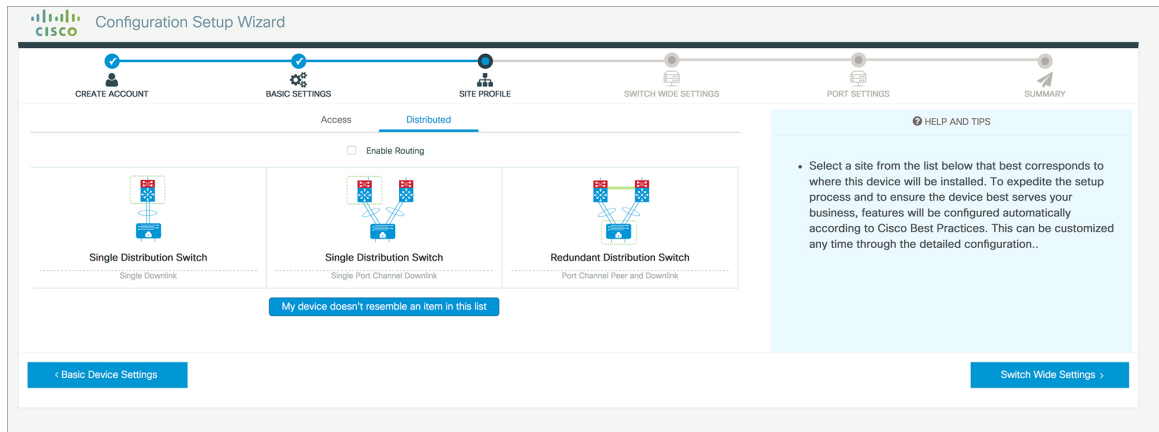 CISCO
Configuration Setup Wizard
CREATE ACCOUNT
BASIC SETTINGS
SITE PROFILE
SWITCH WIDE SETTINGS
PORT SETTINGS
SUMMARY
Access
Distributed
Enable Routing
Single Distribution Switch
Single Downlink
Single Distribution Switch
Single Port Channel Downlink
Redundant Distribution Switch
Port Channel Peer and Downlink
My device doesn't resemble an item in this list
HELP AND TIPS
• Select a site from the list below that best corresponds to
where this device will be installed. To expedite the setup
process and to ensure the device best serves your
business, features will be configured automatically
according to Cisco Best Practices. This can be customized
any time through the detailed configuration..
‹ Basic Device Settings
Switch Wide Settings ›